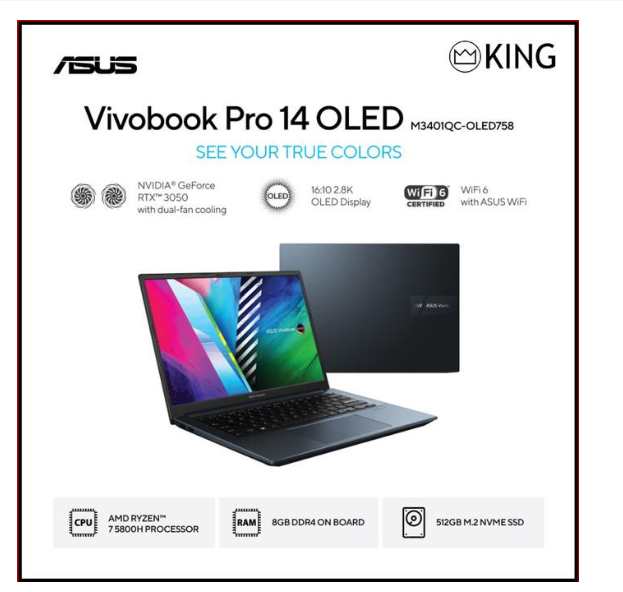 ASUS
KING
Vivobook Pro 14 OLED M3401QC-OLED758
SEE YOUR TRUE COLORS
NVIDIA® GeForce
RTX™ 3050
with dual-fan cooling
OLED
16:10 2.8K
OLED Display
WiFi 6
CERTIFIED
WiFi 6
with ASUS WiFi
ASUS Vivobook
CPU
AMD RYZEN™
7 5800H PROCESSOR
RAM
8GB DDR4 ON BOARD
512GB M.2 NVME SSD